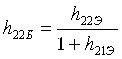 h22Б = h22Э / 1 + h21Э